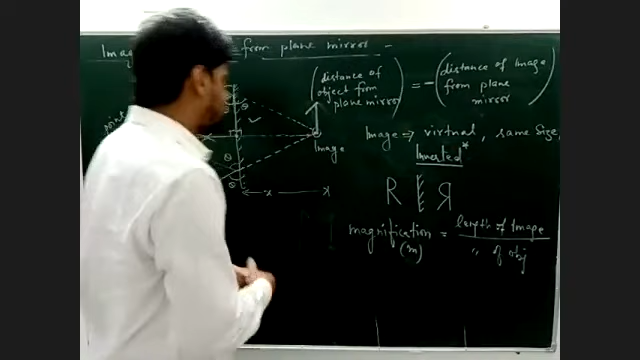 Imag from plane mirror -
(distance of object from plane mirror) = - (distance of Image from plane mirror)
θ
point
Image
θ
θ
x x
Image → virtual, same size,
Inverted*
R Я
magnification = length of Image
(m) " of obj